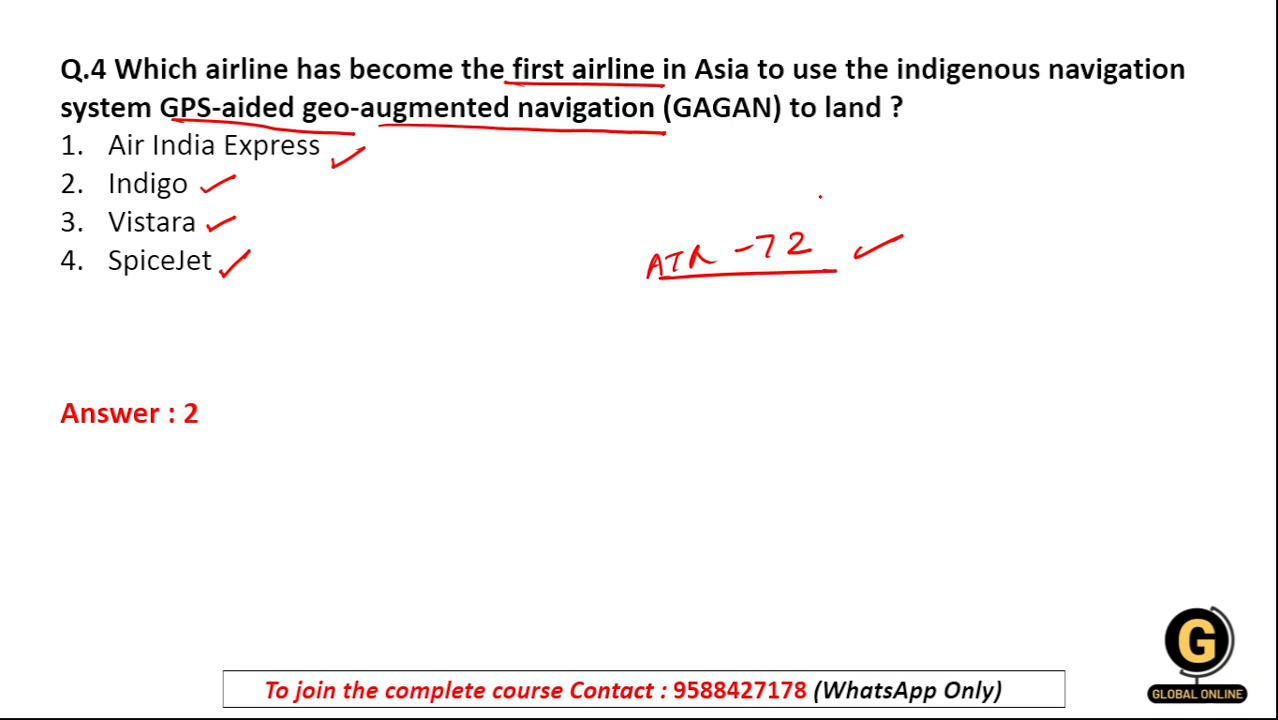 Q.4 Which airline has become the first airline in Asia to use the indigenous navigation
system GPS-aided geo-augmented navigation (GAGAN) to land ?
1. Air India Express
2. Indigo
3. Vistara
4. SpiceJet
ATR -72
Answer : 2
To join the complete course Contact : 9588427178 (WhatsApp Only)
G
GLOBAL ONLINE